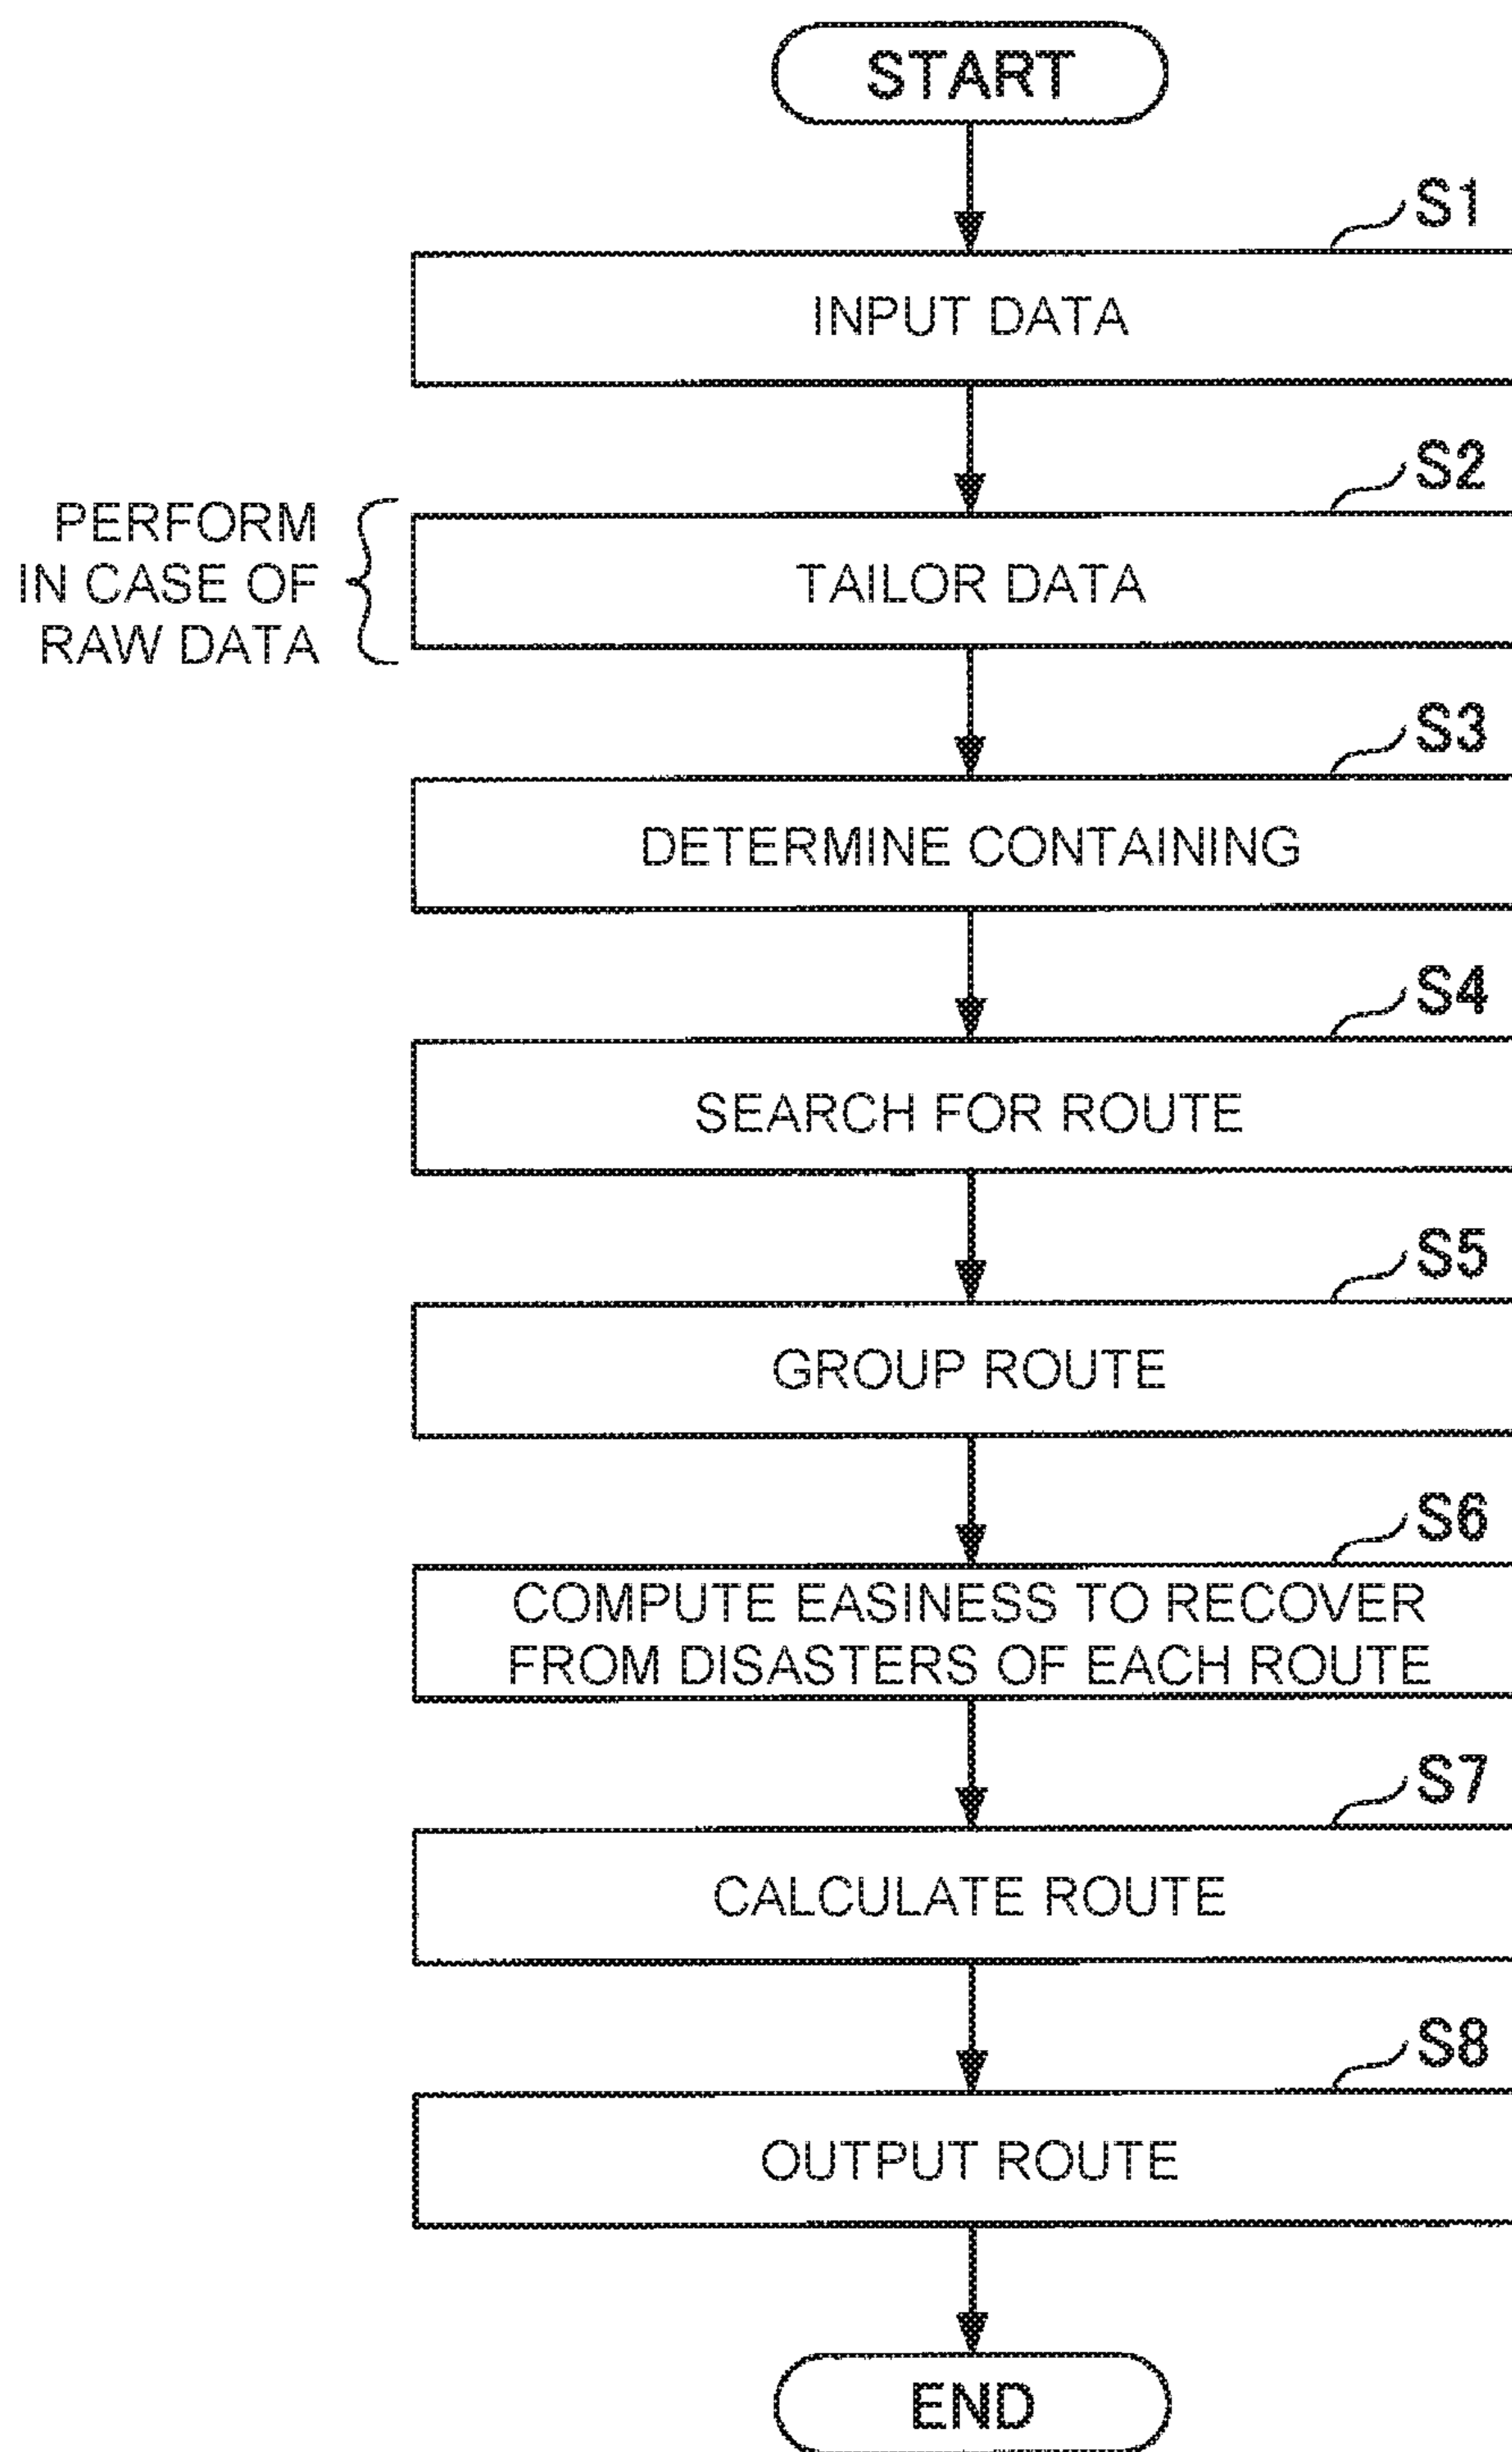 START
S1
INPUT DATA
S2
PERFORM
IN CASE OF
RAW DATA
TAILOR DATA
S3
DETERMINE CONTAINING
S4
SEARCH FOR ROUTE
S5
GROUP ROUTE
S6
COMPUTE EASINESS TO RECOVER
FROM DISASTERS OF EACH ROUTE
S7
CALCULATE ROUTE
S8
OUTPUT ROUTE
END